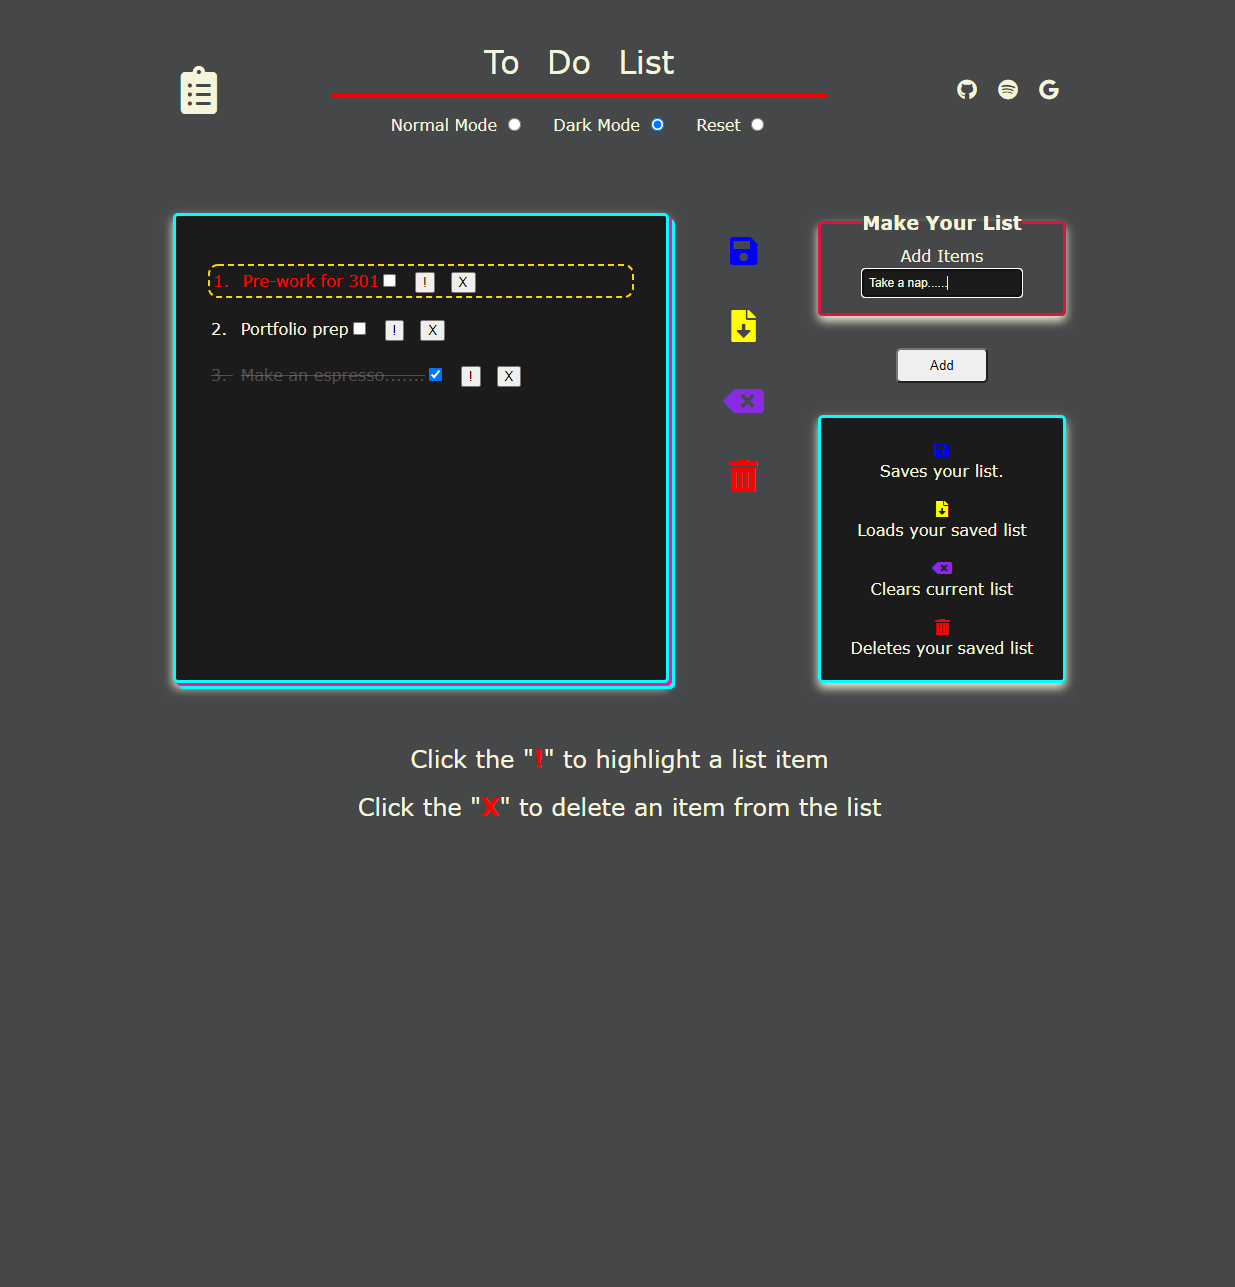 To Do List
Normal Mode
Dark Mode
Reset
1. Pre-work for 301 ! X
2. Portfolio prep ! X
3. Make an espresso....... ! X
Make Your List
Add Items
Take a nap.....
Add
Saves your list.
Loads your saved list
Clears current list
Deletes your saved list
Click the "!" to highlight a list item
Click the "X" to delete an item from the list